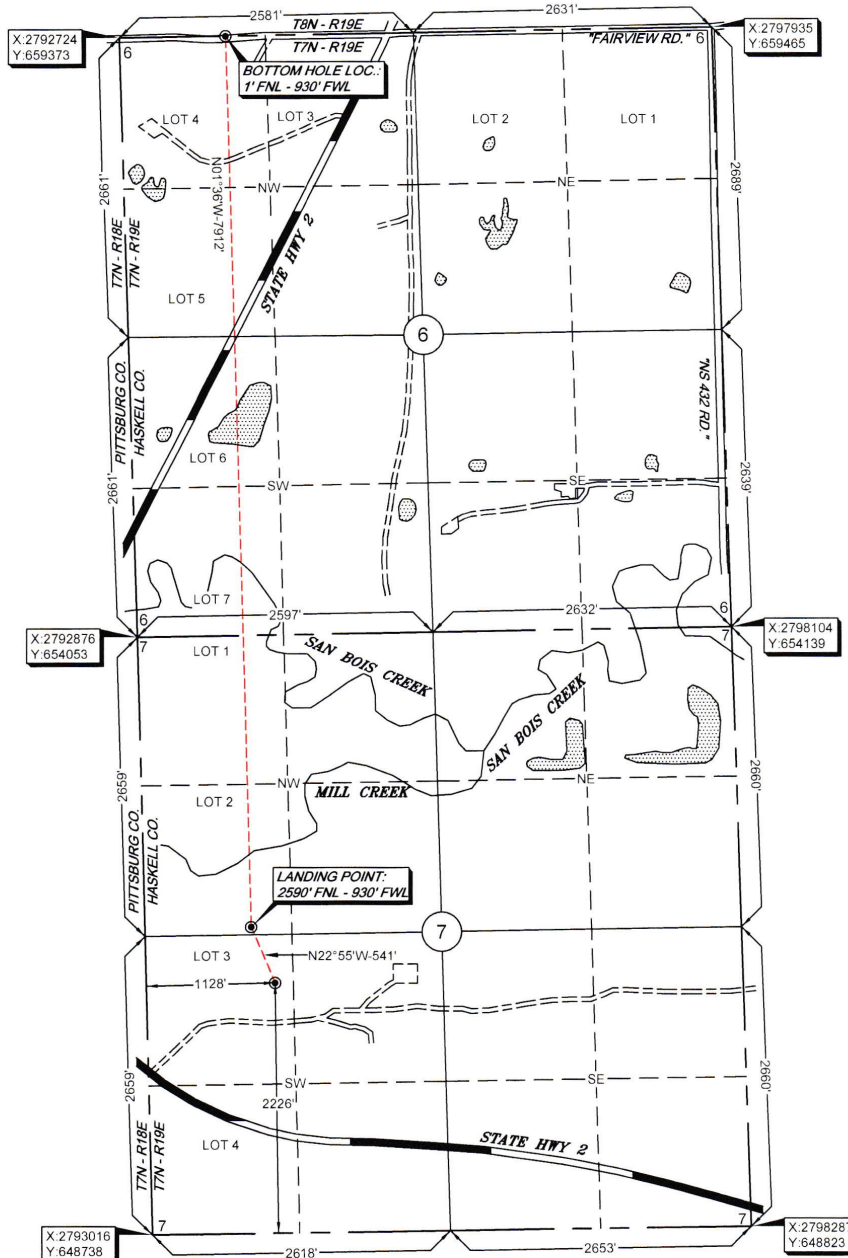 2581'
T8N - R19E
2631'
X:2792724
Y:659373
T7N - R19E
"FAIRVIEW RD."
6
6
X:2797935
Y:659465
BOTTOM HOLE LOC.:
1' FNL - 930' FWL
LOT 4
LOT 3
LOT 2
LOT 1
2661'
N01°36'W-7912'
NW
NE
2689'
T7N - R18E
T7N - R19E
STATE HWY 2
LOT 5
6
PITTSBURG CO.
HASKELL CO.
"NS 432 RD."
LOT 6
2661'
SW
SE
2639'
LOT 7
2597'
2632'
6
6
X:2792876
Y:654053
7
7
X:2798104
Y:654139
LOT 1
SAN BOIS CREEK
SAN BOIS CREEK
2659'
NW
NE
2660'
LOT 2
MILL CREEK
PITTSBURG CO.
HASKELL CO.
LANDING POINT:
2590' FNL - 930' FWL
7
LOT 3
N22°55'W-541'
1128'
2659'
SW
SE
2660'
2226'
T7N - R18E
T7N - R19E
LOT 4
STATE HWY 2
7
7
X:2793016
Y:648738
2618'
2653'
X:2798287
Y:648823